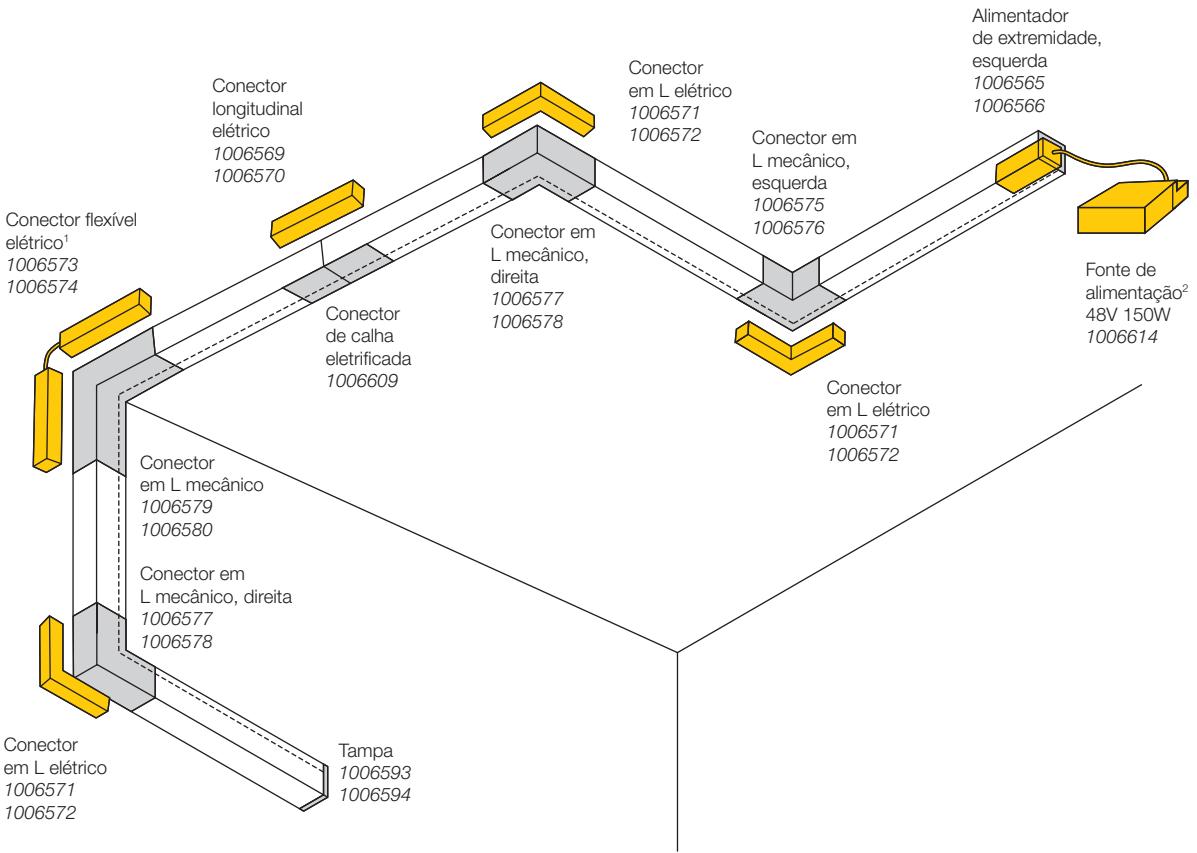 Alimentador
de extremidade,
esquerda
1006565
1006566
Conector
em L elétrico
1006571
1006572
Conector
longitudinal
elétrico
1006569
1006570
Conector em
L mecânico,
esquerda
1006575
1006576
Conector flexível
elétrico¹
1006573
1006574
Conector em
L mecânico,
direita
1006577
1006578
Fonte de
alimentação²
48V 150W
1006614
Conector
de calha
eletrificada
1006609
Conector
em L elétrico
1006571
1006572
Conector
em L mecânico
1006579
1006580
Conector em
L mecânico, direita
1006577
1006578
Conector
em L elétrico
1006571
1006572
Tampa
1006593
1006594